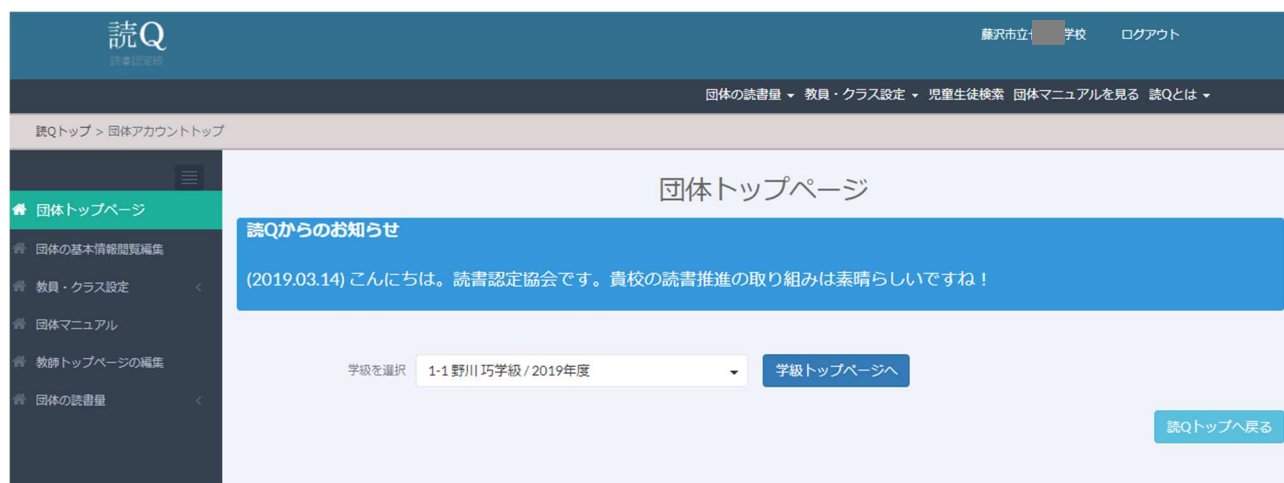 読Q
読書認定級
藤沢市立 学校 ログアウト
団体の読書量 教員・クラス設定 児童生徒検索 団体マニュアルを見る 読Qとは
読Qトップ > 団体アカウントトップ
団体トップページ
団体の基本情報閲覧編集
教員・クラス設定
団体マニュアル
教師トップページの編集
団体の読書量
団体トップページ
読Qからのお知らせ
(2019.03.14) こんにちは。読書認定協会です。貴校の読書推進の取り組みは素晴らしいですね！
学級を選択 1-1 野川 巧学級 / 2019年度 学級トップページへ
読Qトップへ戻る